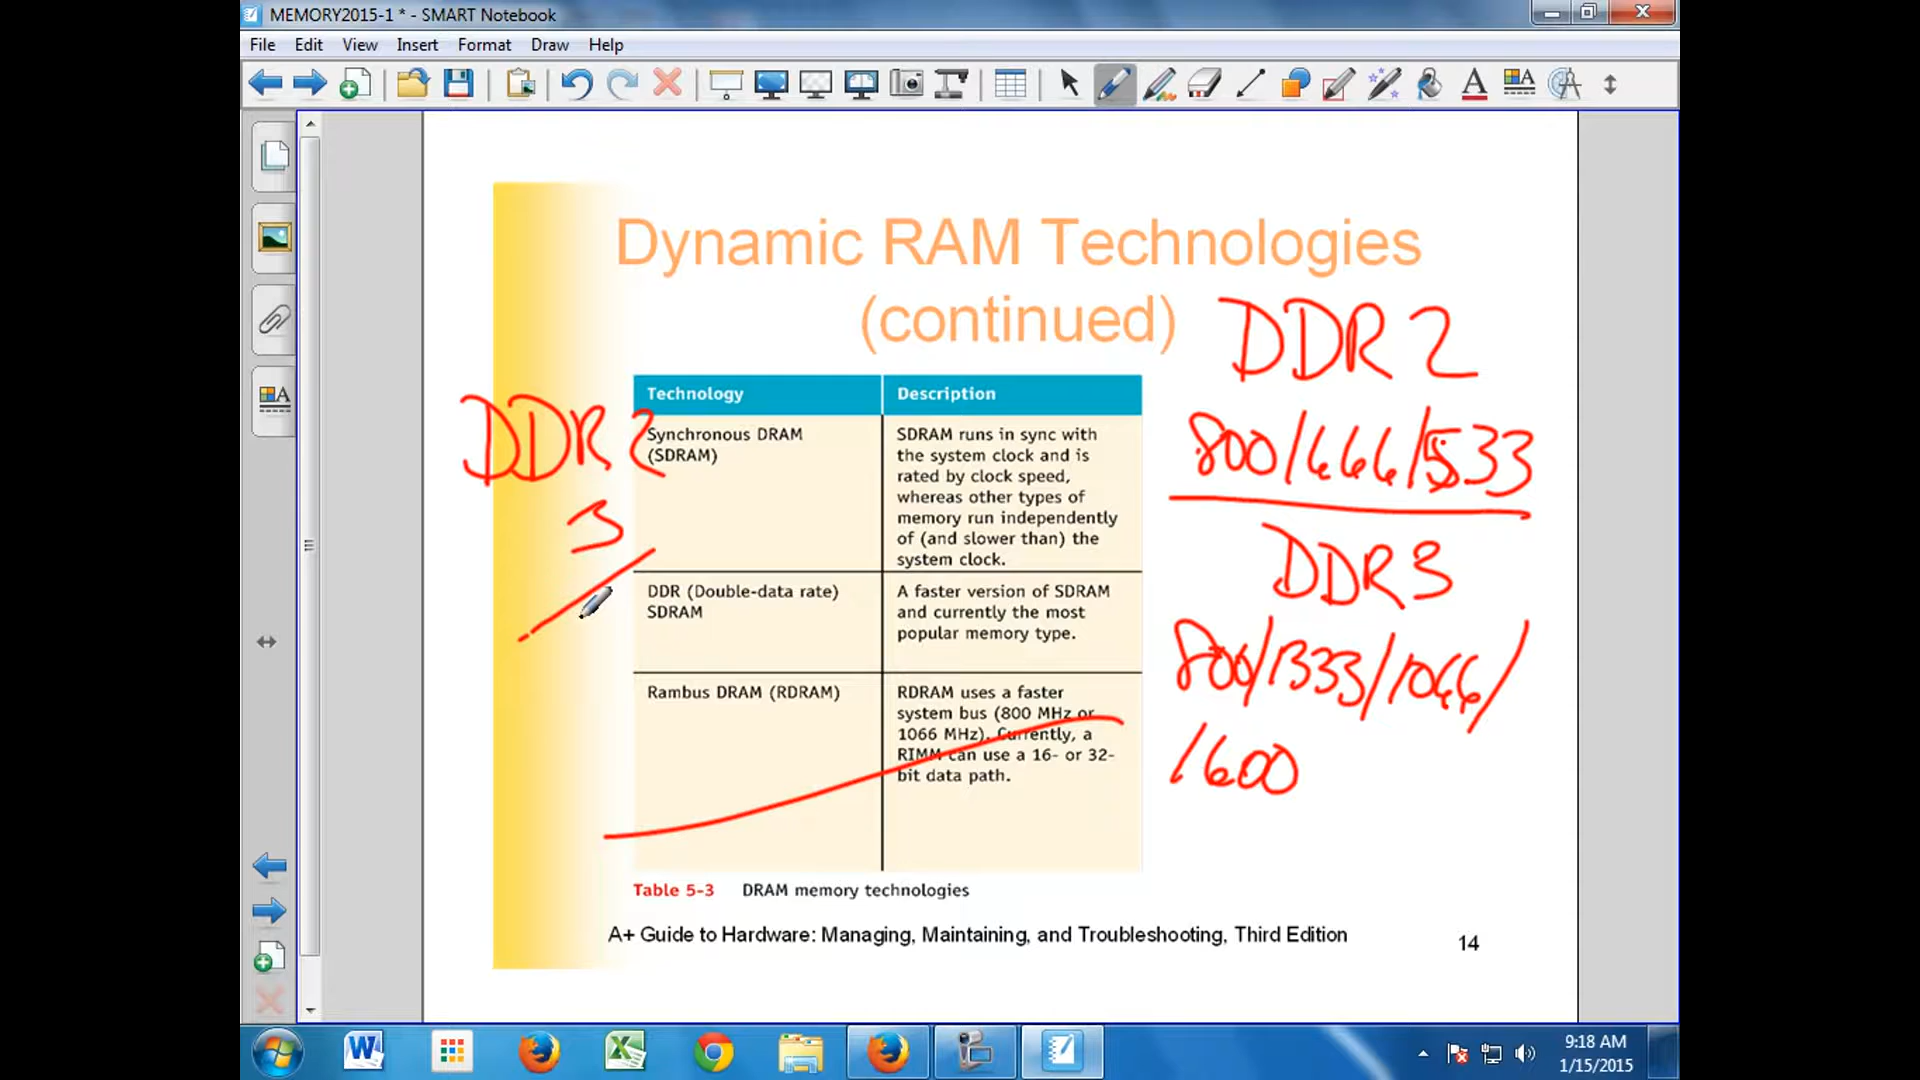 MEMORY2015-1 * - SMART Notebook
File Edit View Insert Format Draw Help
Dynamic RAM Technologies
(continued)
DDR2
800/666/533
DDR3
800/1333/1066/
1600
DDR2
3
Technology Description
Synchronous DRAM
(SDRAM)
SDRAM runs in sync with
the system clock and is
rated by clock speed,
whereas other types of
memory run independently
of (and slower than) the
system clock.
DDR (Double-data rate)
SDRAM
A faster version of SDRAM
and currently the most
popular memory type.
Rambus DRAM (RDRAM)
RDRAM uses a faster
system bus (800 MHz or
1066 MHz). Currently, a
RIMM can use a 16- or 32-
bit data path.
Table 5-3 DRAM memory technologies
A+ Guide to Hardware: Managing, Maintaining, and Troubleshooting, Third Edition
14
9:18 AM
1/15/2015